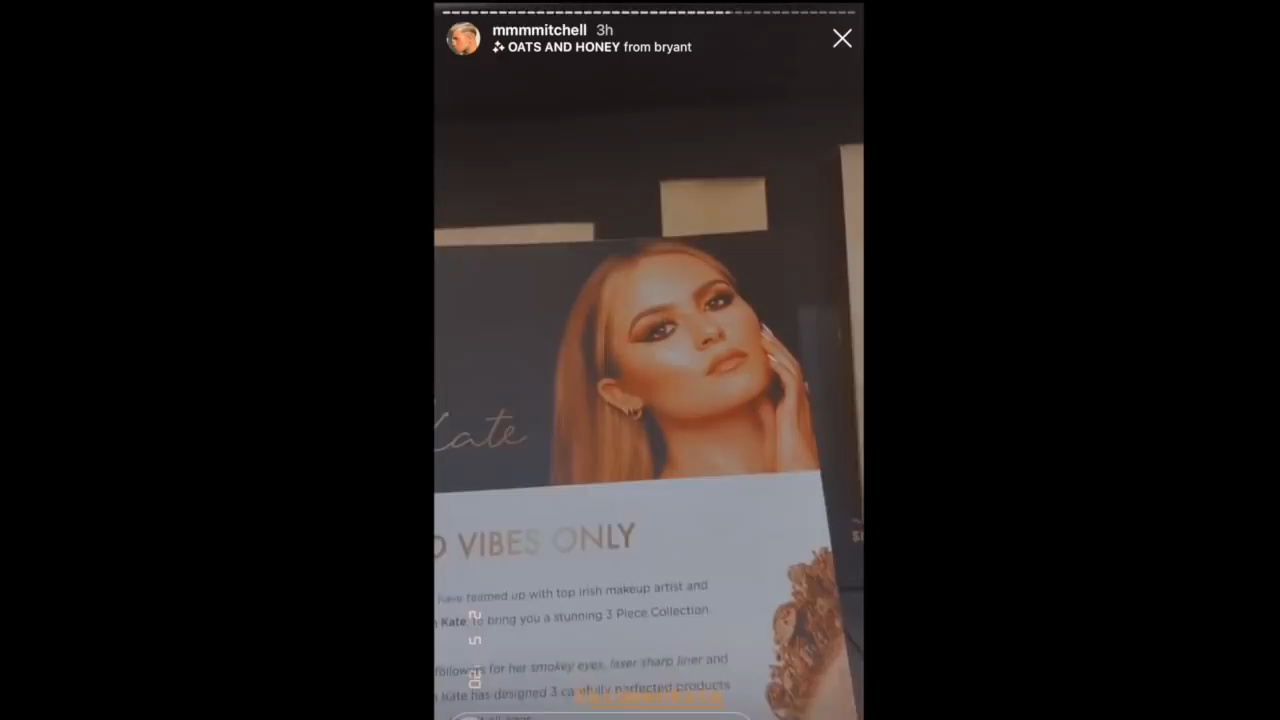 mmmmitchell 3h
OATS AND HONEY from bryant
Kate
VIBES ONLY
have teamed up with top Irish makeup artist and
Kate to bring you a stunning 3 Piece Collection.
followers for her smokey eyes, laser sharp liner and
Kate has designed 3 carefully perfected products